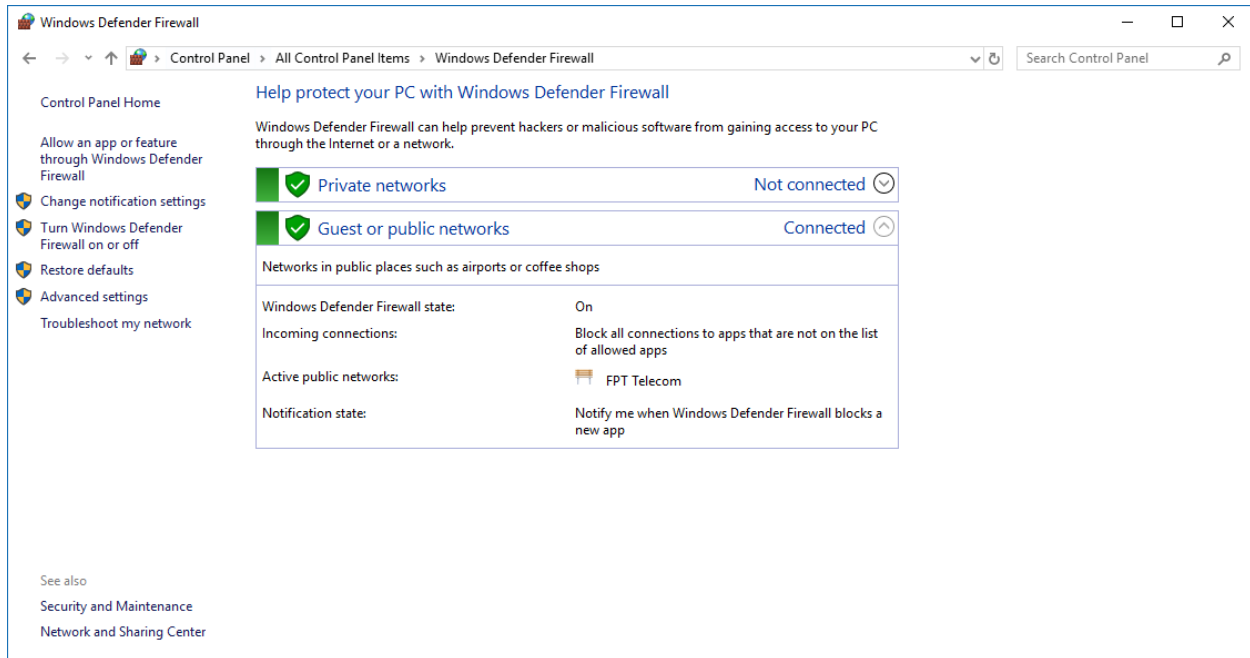 Windows Defender Firewall
Control Panel > All Control Panel Items > Windows Defender Firewall
Search Control Panel
Control Panel Home
Allow an app or feature
through Windows Defender
Firewall
Change notification settings
Turn Windows Defender
Firewall on or off
Restore defaults
Advanced settings
Troubleshoot my network
See also
Security and Maintenance
Network and Sharing Center
Help protect your PC with Windows Defender Firewall
Windows Defender Firewall can help prevent hackers or malicious software from gaining access to your PC
through the Internet or a network.
Private networks Not connected
Guest or public networks Connected
Networks in public places such as airports or coffee shops
Windows Defender Firewall state: On
Incoming connections: Block all connections to apps that are not on the list
of allowed apps
Active public networks: FPT Telecom
Notification state: Notify me when Windows Defender Firewall blocks a
new app